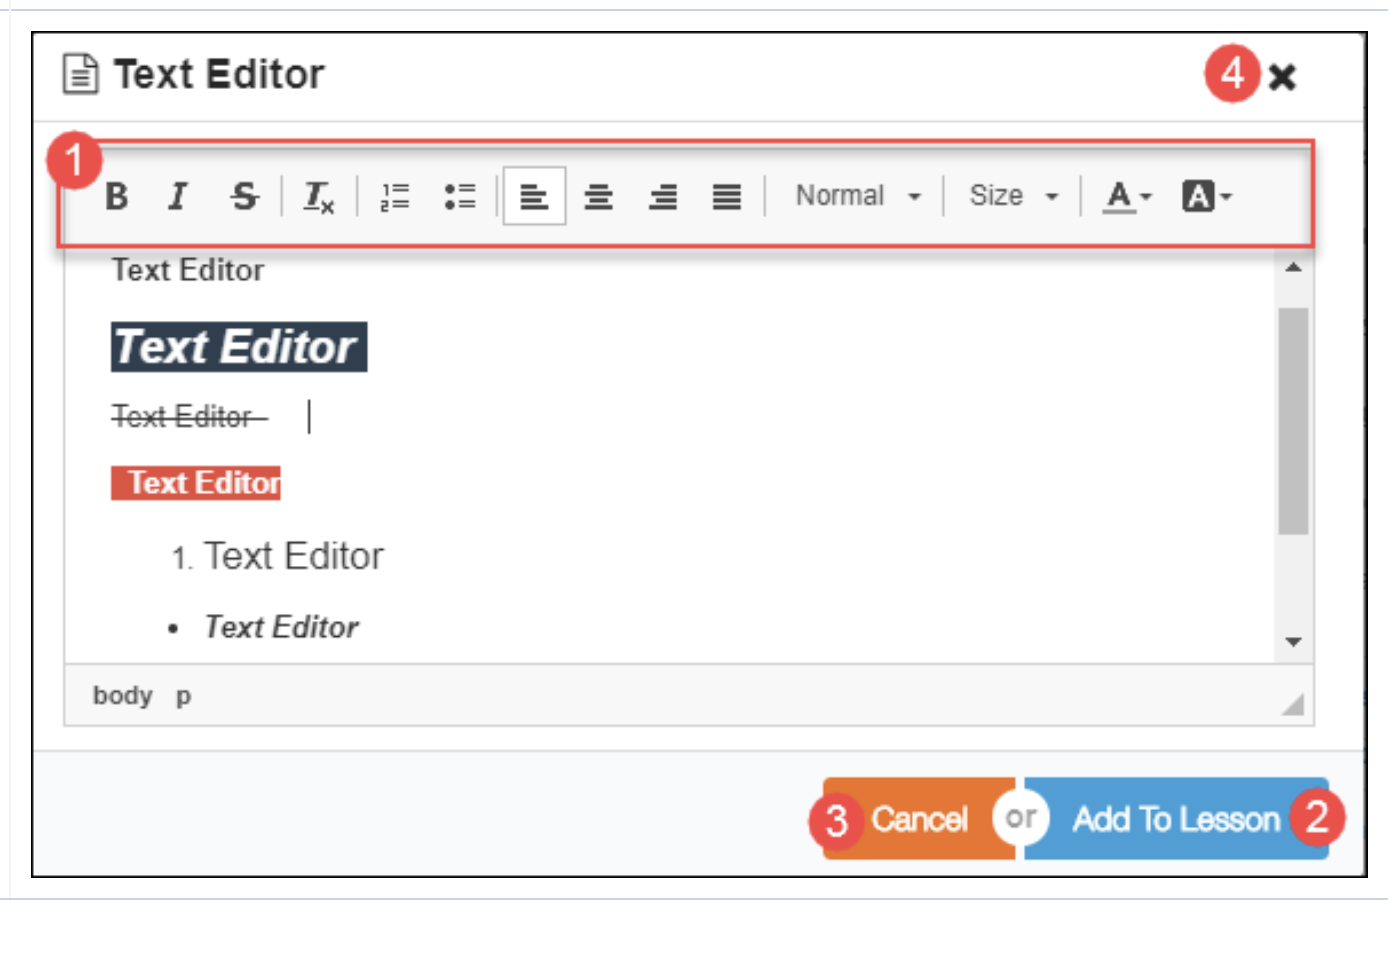 Text Editor
4
1
B I S Ix Normal Size A A
Text Editor
Text Editor
Text Editor
Text Editor
1. Text Editor
• Text Editor
body p
3 Cancel or Add To Lesson 2